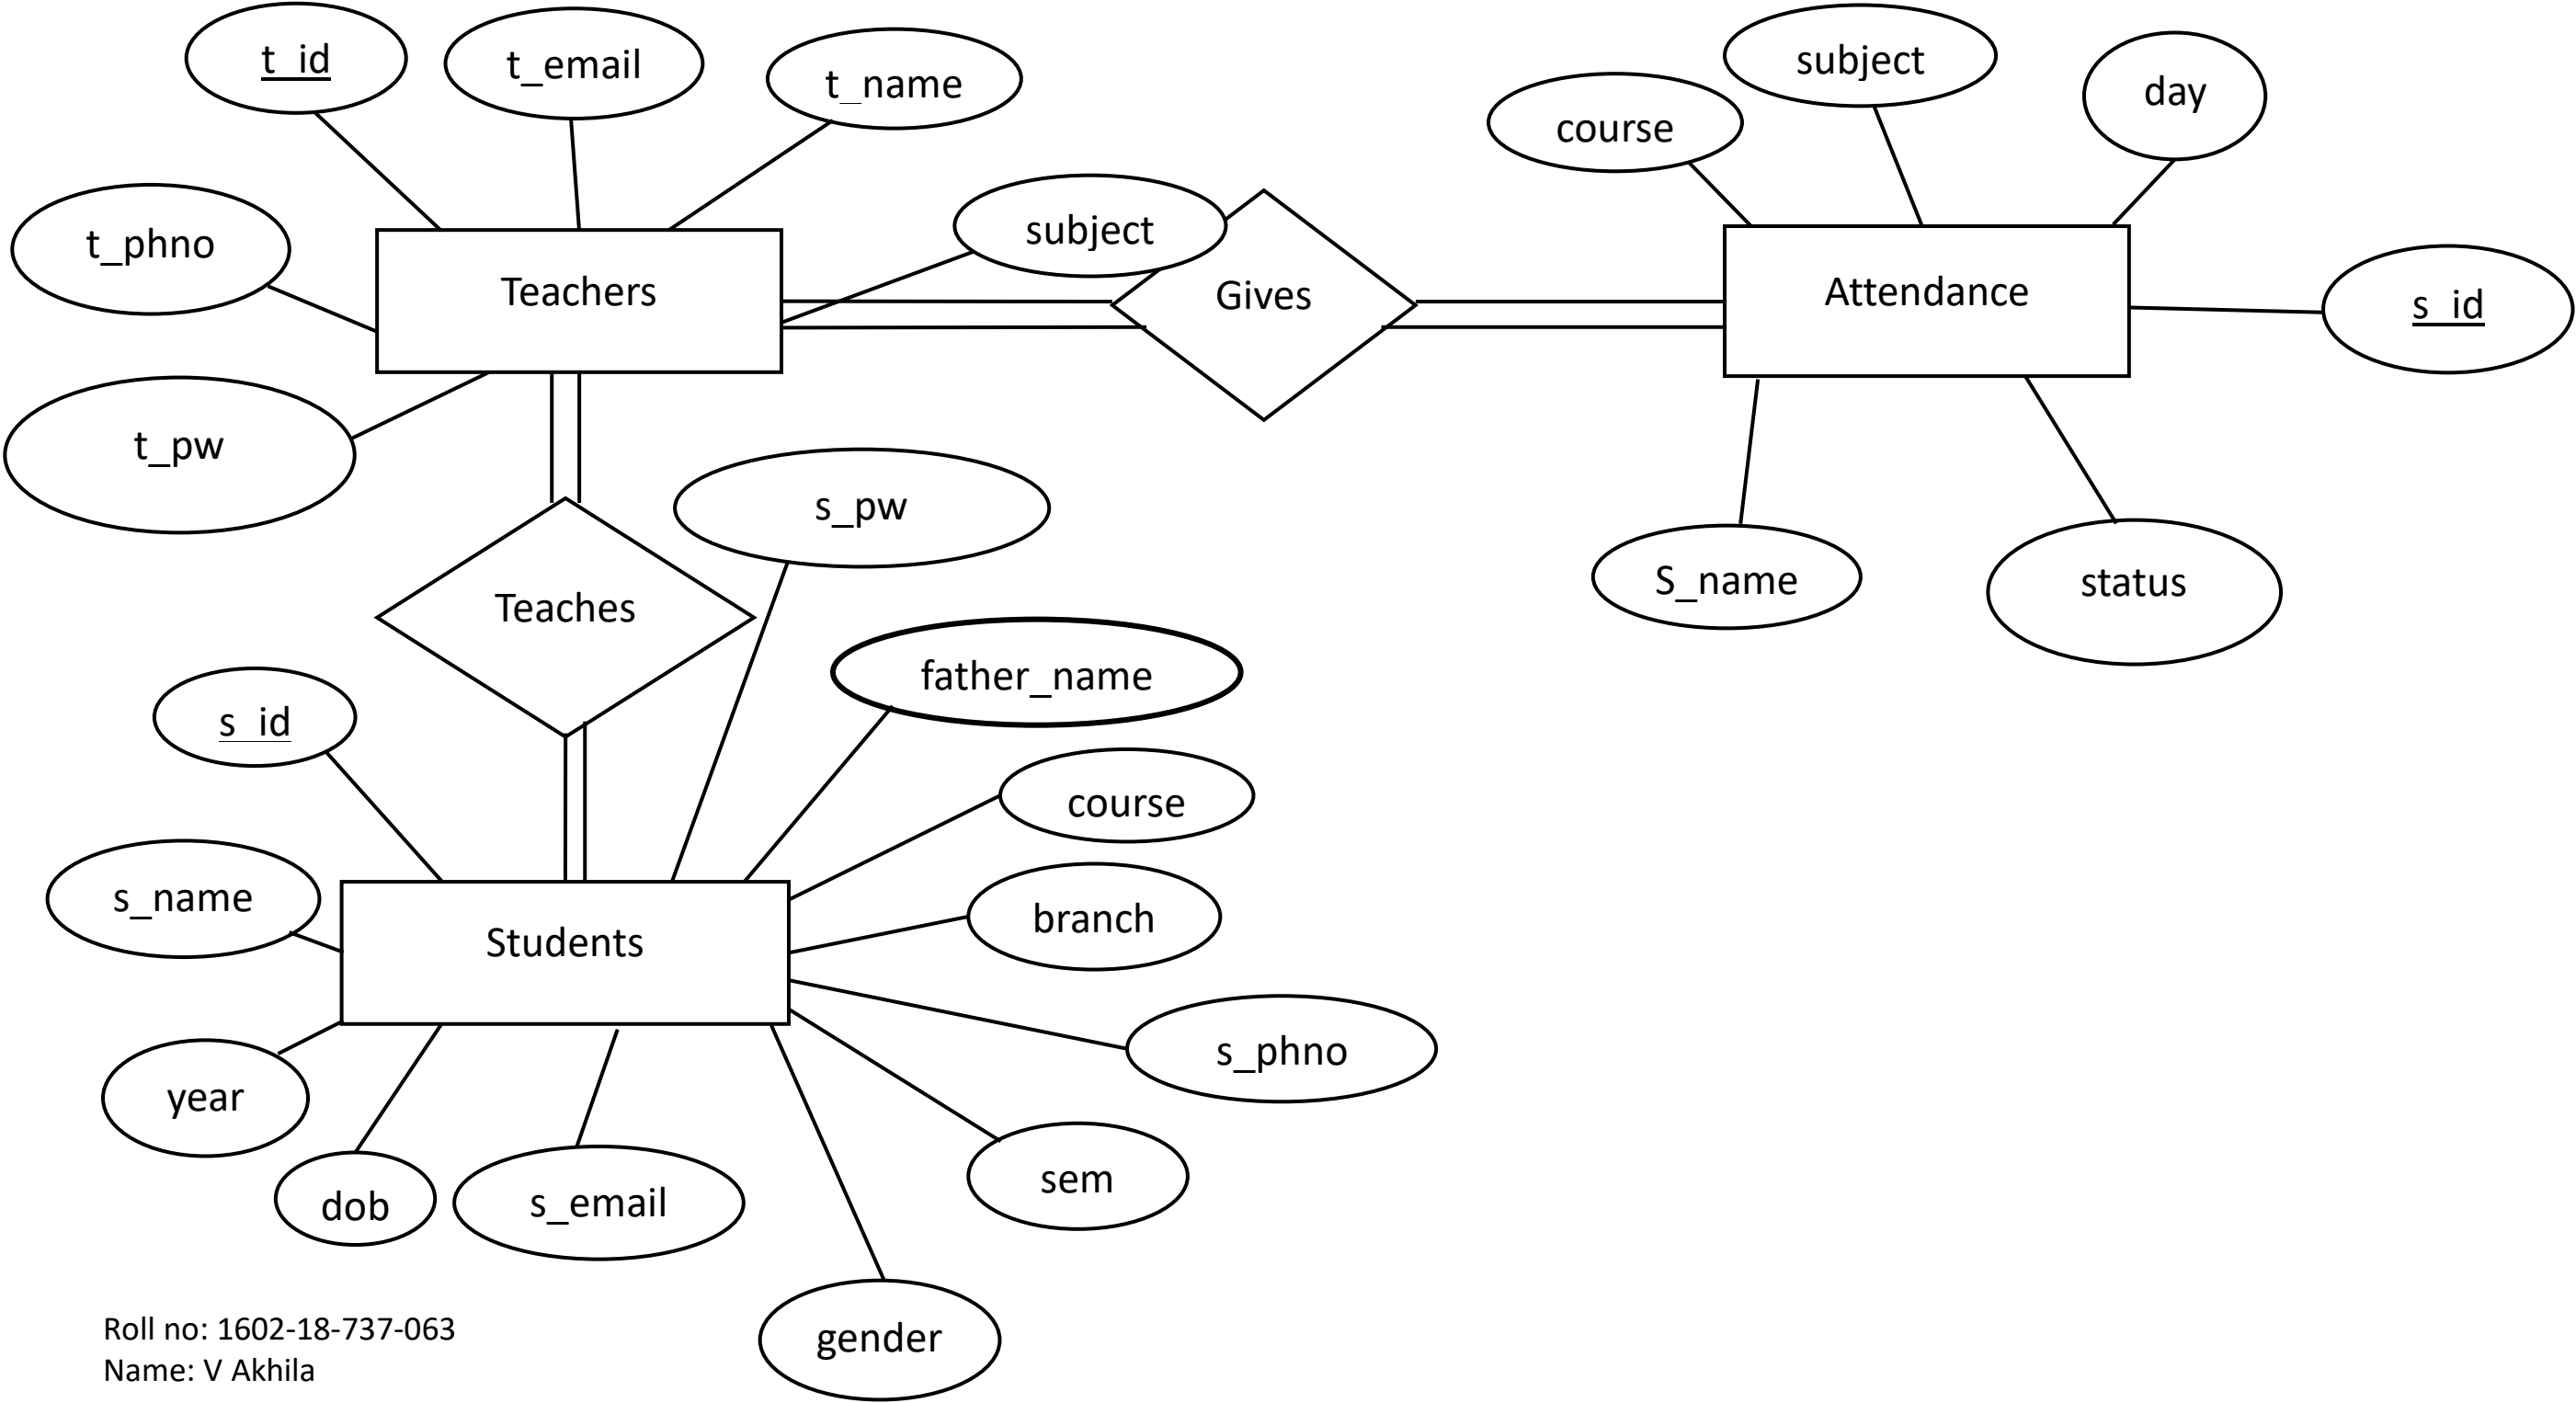 t_id
t_email
t_name
subject
course
day
t_phno
subject
Teachers
Gives
Attendance
s_id
t_pw
s_pw
S_name
status
Teaches
father_name
s_id
course
s_name
branch
Students
s_phno
year
sem
dob
s_email
gender
Roll no: 1602-18-737-063
Name: V Akhila